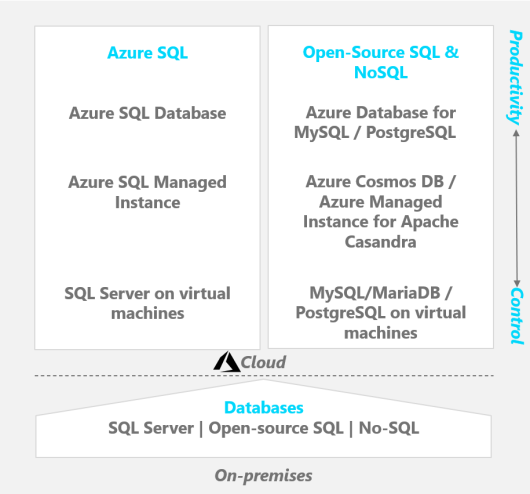 Azure SQL
Azure SQL Database
Azure SQL Managed
Instance
SQL Server on virtual
machines
Open-Source SQL &
NoSQL
Azure Database for
MySQL / PostgreSQL
Azure Cosmos DB /
Azure Managed
Instance for Apache
Casandra
MySQL/MariaDB /
PostgreSQL on virtual
machines
Productivity
Control
Cloud
Databases
SQL Server | Open-source SQL | No-SQL
On-premises